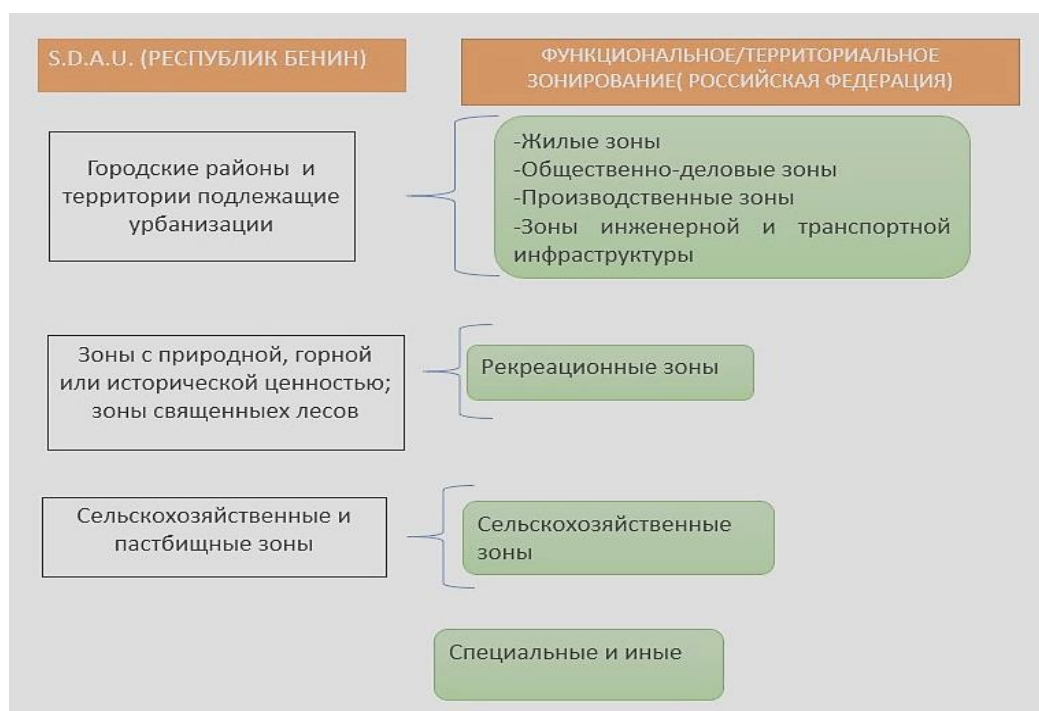 S.D.A.U. (РЕСПУБЛИК БЕНИН)
ФУНКЦИОНАЛЬНОЕ/ТЕРРИТОРИАЛЬНОЕ
ЗОНИРОВАНИЕ( РОССИЙСКАЯ ФЕДЕРАЦИЯ)
Городские районы и
территории подлежащие
урбанизации
-Жилые зоны
-Общественно-деловые зоны
-Производственные зоны
-Зоны инженерной и транспортной
инфраструктуры
Зоны с природной, горной
или исторической ценностью;
зоны священныех лесов
Рекреационные зоны
Сельскохозяйственные и
пастбищные зоны
Сельскохозяйственные
зоны
Специальные и иные